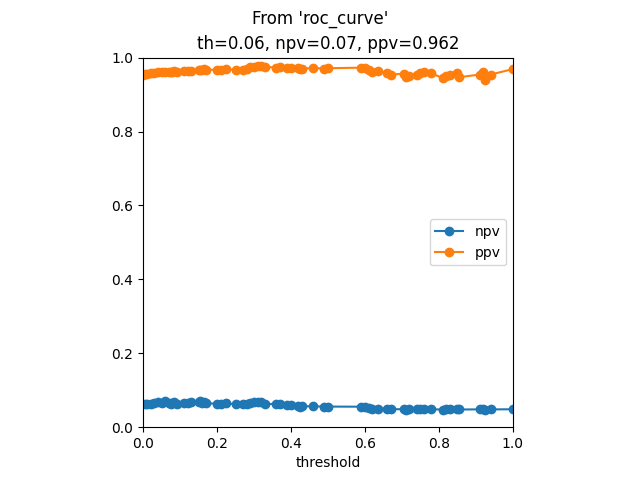 From 'roc_curve'
th=0.06, npv=0.07, ppv=0.962
1.0
0.8
0.6
0.4
0.2
0.0
npv
ppv
0.0 0.2 0.4 0.6 0.8 1.0
threshold